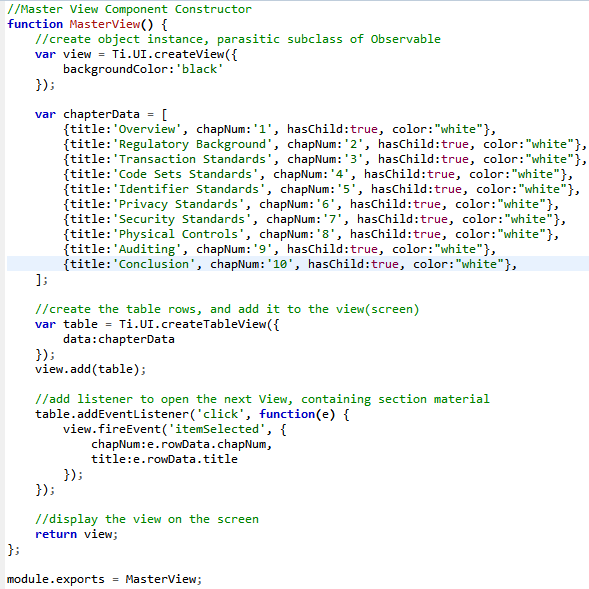 //Master View Component Constructor
function MasterView() {
    //create object instance, parasitic subclass of Observable
    var view = Ti.UI.createView({
        backgroundColor:'black'
    });

    var chapterData = [
        {title:'Overview', chapNum:'1', hasChild:true, color:"white"},
        {title:'Regulatory Background', chapNum:'2', hasChild:true, color:"white"},
        {title:'Transaction Standards', chapNum:'3', hasChild:true, color:"white"},
        {title:'Code Sets Standards', chapNum:'4', hasChild:true, color:"white"},
        {title:'Identifier Standards', chapNum:'5', hasChild:true, color:"white"},
        {title:'Privacy Standards', chapNum:'6', hasChild:true, color:"white"},
        {title:'Security Standards', chapNum:'7', hasChild:true, color:"white"},
        {title:'Physical Controls', chapNum:'8', hasChild:true, color:"white"},
        {title:'Auditing', chapNum:'9', hasChild:true, color:"white"},
        {title:'Conclusion', chapNum:'10', hasChild:true, color:"white"},
    ];

    //create the table rows, and add it to the view(screen)
    var table = Ti.UI.createTableView({
        data:chapterData
    });
    view.add(table);

    //add listener to open the next View, containing section material
    table.addEventListener('click', function(e) {
        view.fireEvent('itemSelected', {
            chapNum:e.rowData.chapNum,
            title:e.rowData.title
        });
    });

    //display the view on the screen
    return view;
};

module.exports = MasterView;